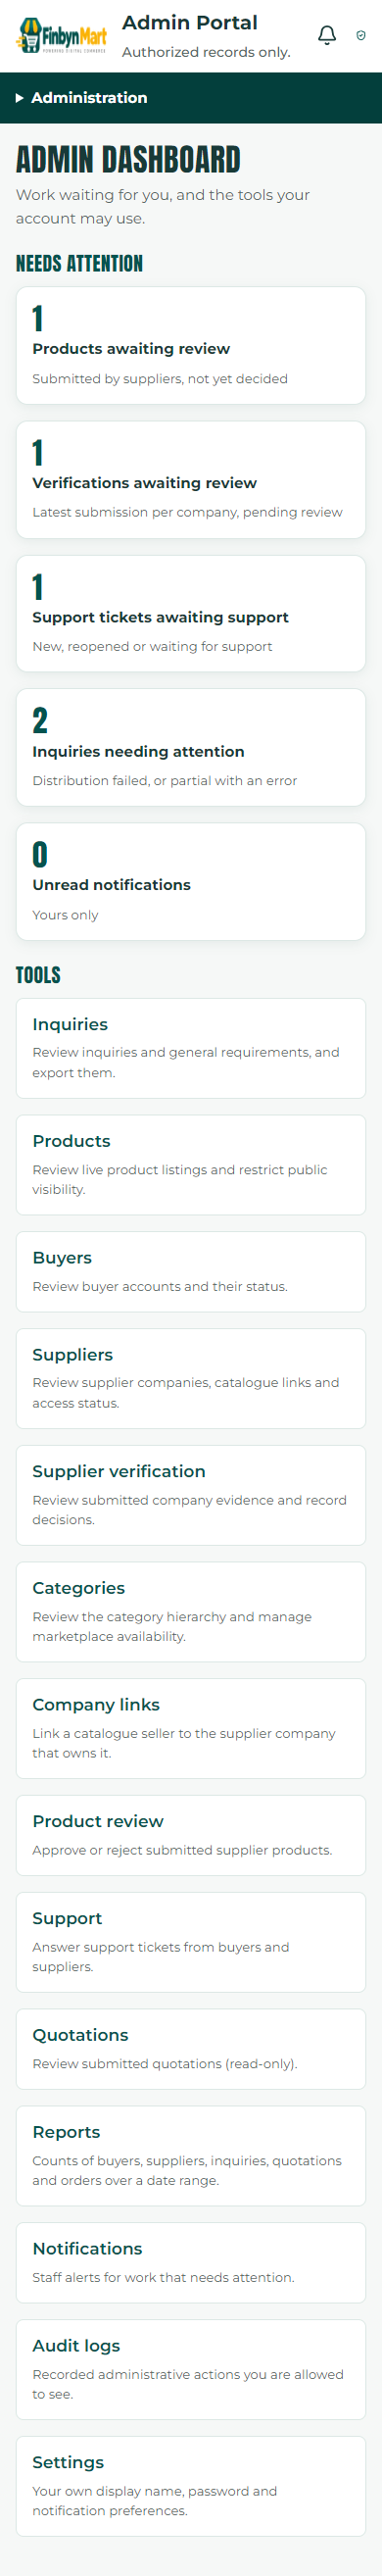 FinbynMart
POWERING DIGITAL COMMERCE
Admin Portal
Authorized records only.
Administration
ADMIN DASHBOARD
Work waiting for you, and the tools your
account may use.
NEEDS ATTENTION
1
Products awaiting review
Submitted by suppliers, not yet decided
1
Verifications awaiting review
Latest submission per company, pending review
1
Support tickets awaiting support
New, reopened or waiting for support
2
Inquiries needing attention
Distribution failed, or partial with an error
0
Unread notifications
Yours only
TOOLS
Inquiries
Review inquiries and general requirements, and
export them.
Products
Review live product listings and restrict public
visibility.
Buyers
Review buyer accounts and their status.
Suppliers
Review supplier companies, catalogue links and
access status.
Supplier verification
Review submitted company evidence and record
decisions.
Categories
Review the category hierarchy and manage
marketplace availability.
Company links
Link a catalogue seller to the supplier company
that owns it.
Product review
Approve or reject submitted supplier products.
Support
Answer support tickets from buyers and
suppliers.
Quotations
Review submitted quotations (read-only).
Reports
Counts of buyers, suppliers, inquiries, quotations
and orders over a date range.
Notifications
Staff alerts for work that needs attention.
Audit logs
Recorded administrative actions you are allowed
to see.
Settings
Your own display name, password and
notification preferences.